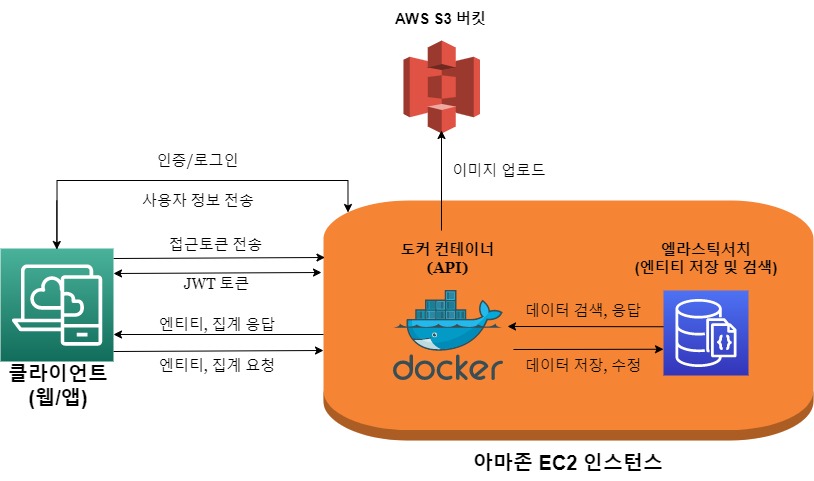 AWS S3 버킷
인증/로그인
이미지 업로드
사용자 정보 전송
접근토큰 전송
JWT 토큰
엔티티, 집계 응답
엔티티, 집계 요청
클라이언트
(웹/앱)
도커 컨테이너
(API)
docker
엘라스틱서치
(엔티티 저장 및 검색)
데이터 검색, 응답
데이터 저장, 수정
아마존 EC2 인스턴스